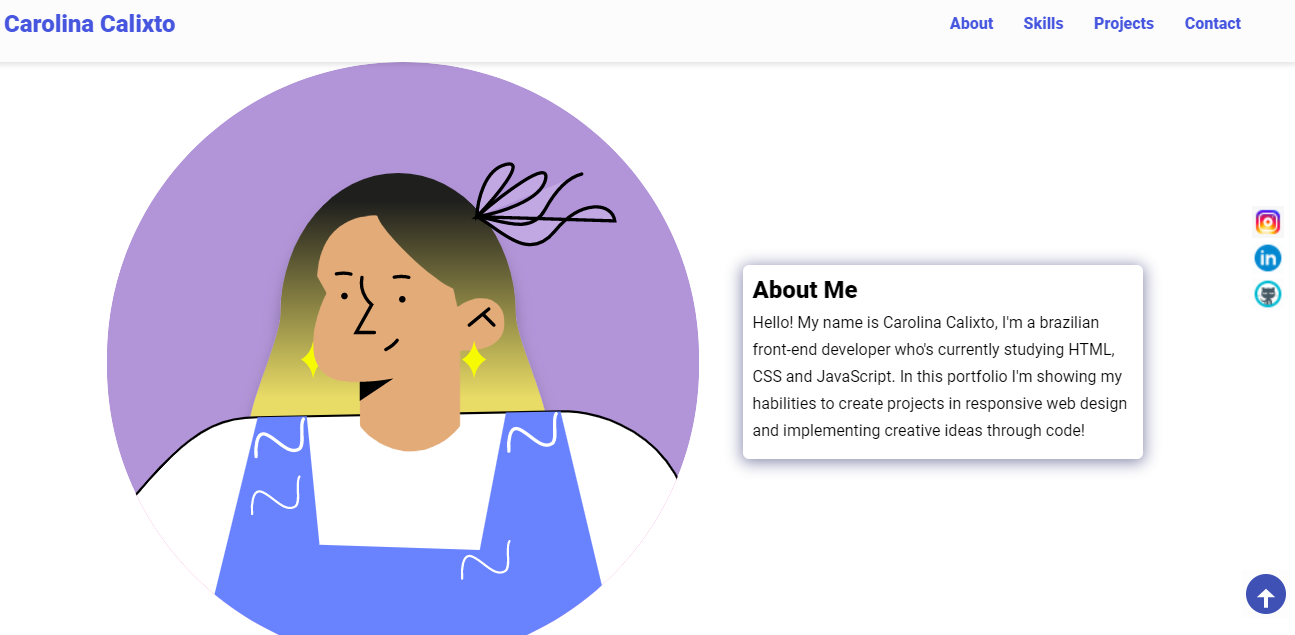 Carolina Calixto
About Skills Projects Contact
About Me
Hello! My name is Carolina Calixto, I'm a brazilian
front-end developer who's currently studying HTML,
CSS and JavaScript. In this portfolio I'm showing my
habilities to create projects in responsive web design
and implementing creative ideas through code!
in